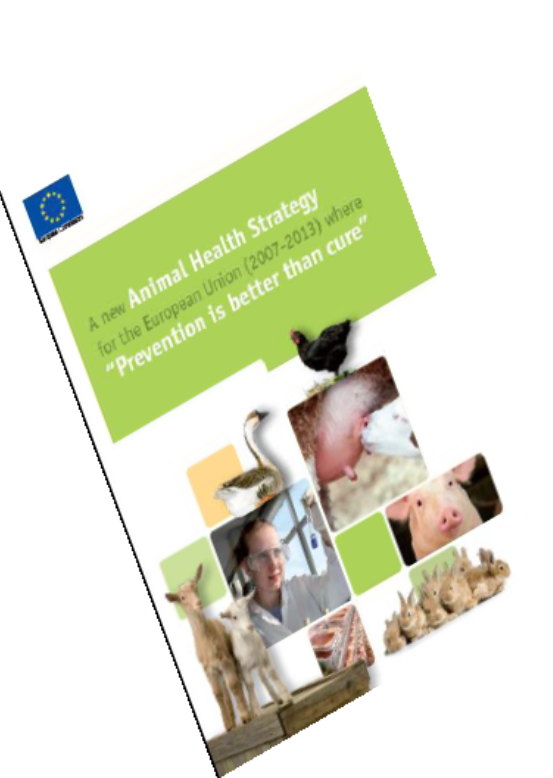 A new Animal Health Strategy
for the European Union (2007-2013) where
"Prevention is better than cure"